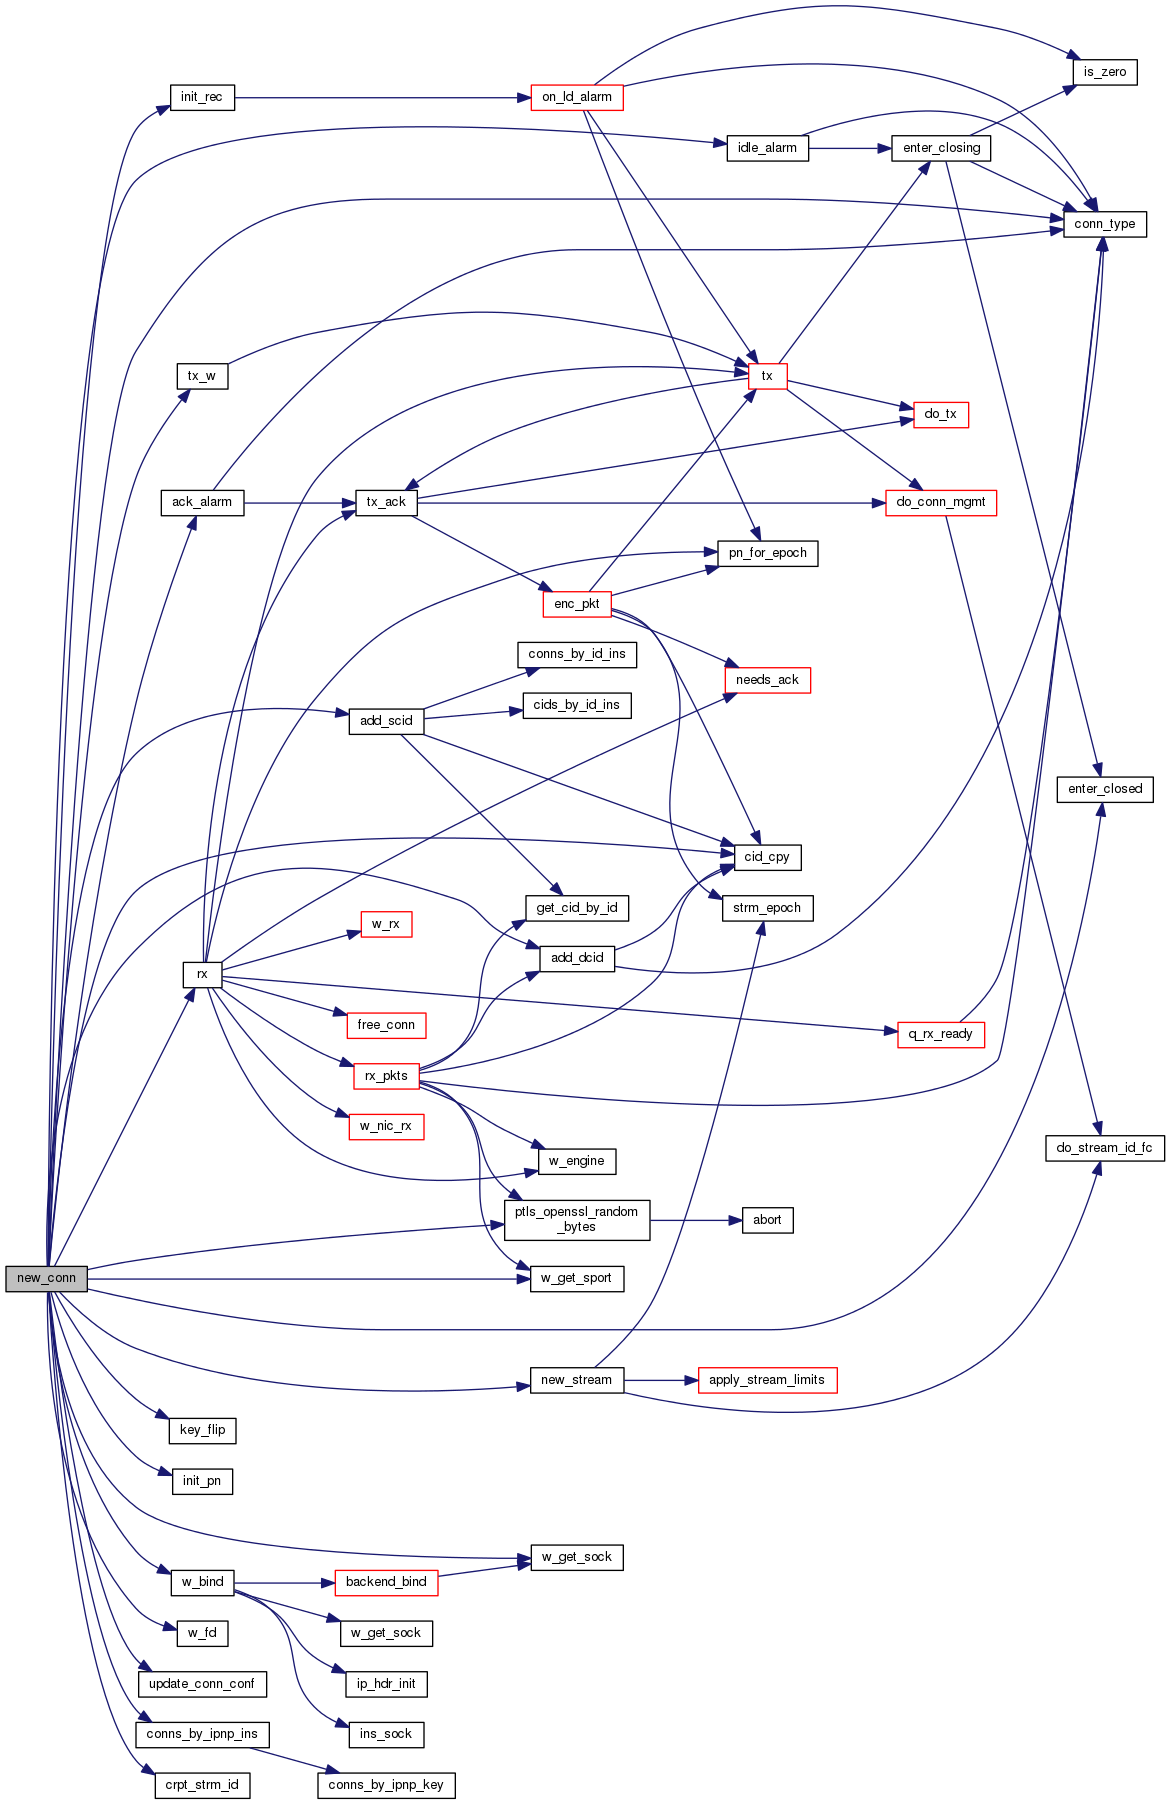 is_zero
init_rec
on_ld_alarm
idle_alarm
enter_closing
conn_type
tx_w
tx
do_tx
ack_alarm
tx_ack
do_conn_mgmt
pn_for_epoch
enc_pkt
conns_by_id_ins
needs_ack
cids_by_id_ins
add_scid
enter_closed
cid_cpy
get_cid_by_id
strm_epoch
w_rx
add_dcid
rx
free_conn
q_rx_ready
rx_pkts
w_nic_rx
do_stream_id_fc
w_engine
ptls_openssl_random
_bytes
abort
new_conn
w_get_sport
new_stream
apply_stream_limits
key_flip
init_pn
w_get_sock
w_bind
backend_bind
w_fd
w_get_sock
update_conn_conf
ip_hdr_init
conns_by_ipnp_ins
ins_sock
crpt_strm_id
conns_by_ipnp_key